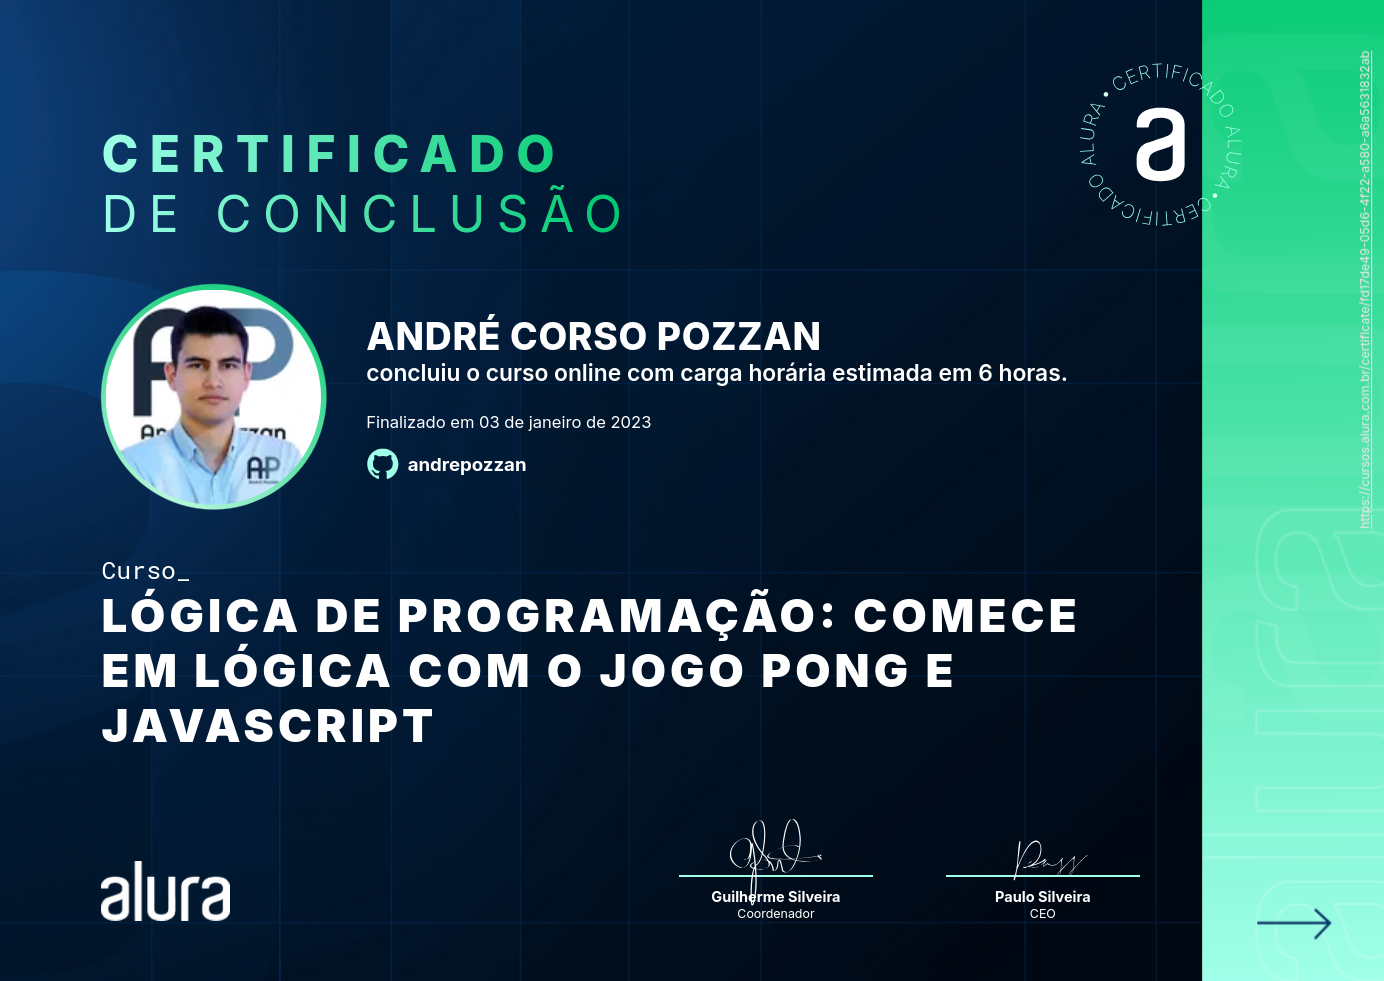 CERTIFICADO
DE CONCLUSÃO
CERTIFICADO ALURA • CERTIFICADO ALURA •
a
https://cursos.alura.com.br/certificate/fd17de49-05d6-4f22-a580-a6a5631832ab
ANDRÉ CORSO POZZAN
concluiu o curso online com carga horária estimada em 6 horas.
Finalizado em 03 de janeiro de 2023
andrepozzan
AP
Curso_
LÓGICA DE PROGRAMAÇÃO: COMECE
EM LÓGICA COM O JOGO PONG E
JAVASCRIPT
alura
Guilherme Silveira
Coordenador
Paulo Silveira
CEO
alura